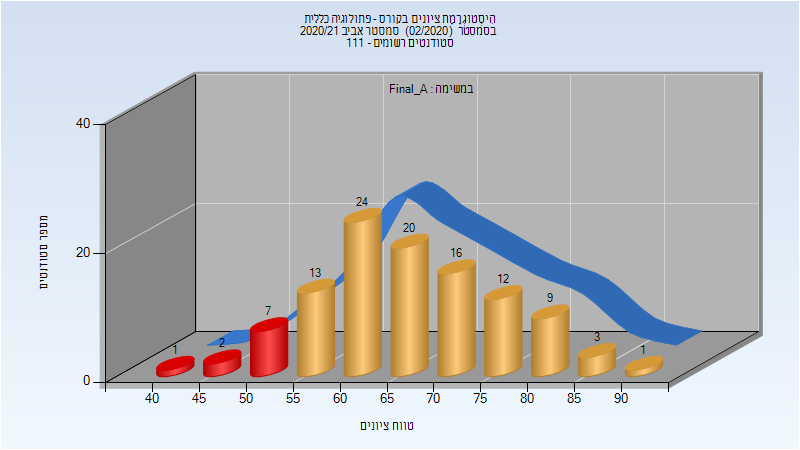 היסטוגרמת ציונים בקורס - פתולוגיה כללית
בסמסטר (02/2020) סמסטר אביב 2020/21
סטודנטים רשומים - 111
במשימה : Final_A
מספר סטודנטים
40
20
0
1
2
7
13
24
20
16
12
9
3
1
40 45 50 55 60 65 70 75 80 85 90
טווח ציונים